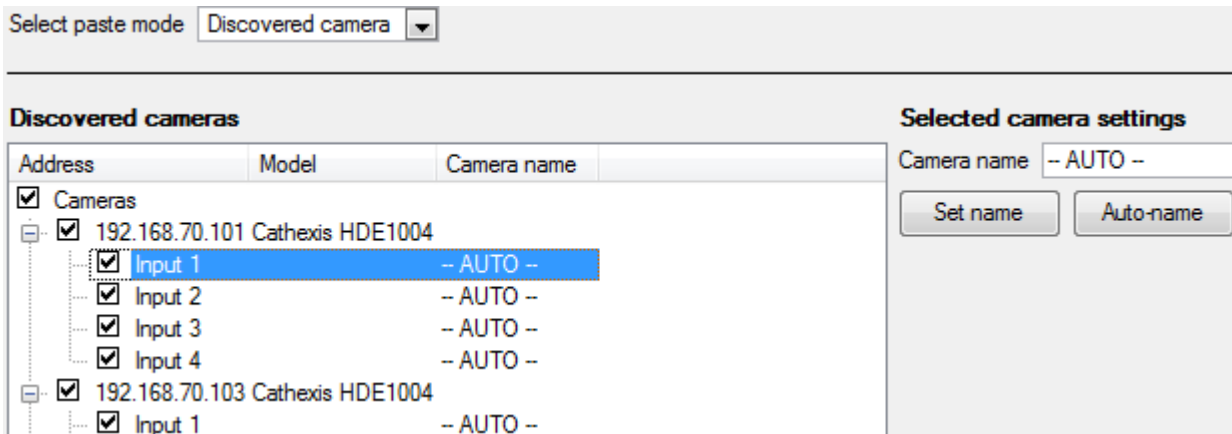 Select paste mode Discovered camera
Discovered cameras
Address Model Camera name
Cameras
192.168.70.101 Cathexis HDE1004
Input 1 -- AUTO --
Input 2 -- AUTO --
Input 3 -- AUTO --
Input 4 -- AUTO --
192.168.70.103 Cathexis HDE1004
Input 1 -- AUTO --
Selected camera settings
Camera name -- AUTO --
Set name Auto-name